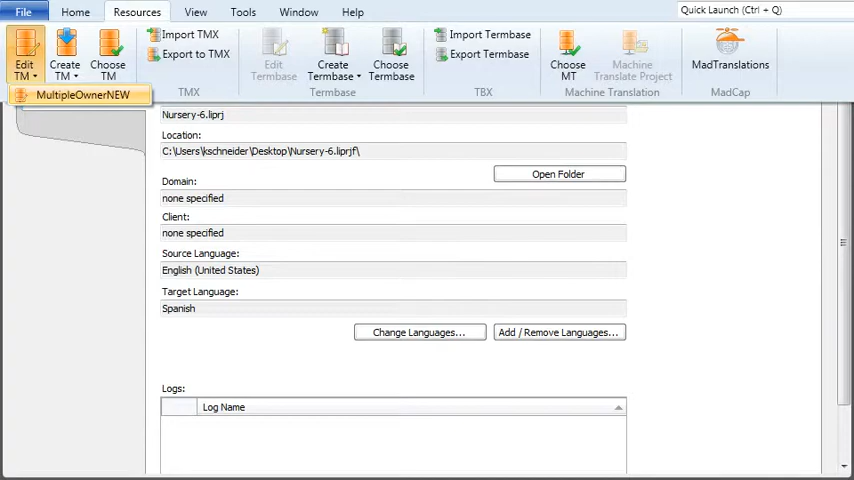 File Home Resources View Tools Window Help Quick Launch (Ctrl + Q)
Edit TM
Create TM
Choose TM
Import TMX
Export to TMX
TMX
Edit Termbase
Create Termbase
Choose Termbase
Termbase
Import Termbase
Export Termbase
TBX
Choose MT
Machine Translate Project
Machine Translation
MadTranslations
MadCap
MultipleOwnerNEW
Nursery-6.liprj
Location:
C:\Users\kschneider\Desktop\Nursery-6.liprjf\
Open Folder
Domain:
none specified
Client:
none specified
Source Language:
English (United States)
Target Language:
Spanish
Change Languages... Add / Remove Languages...
Logs:
Log Name